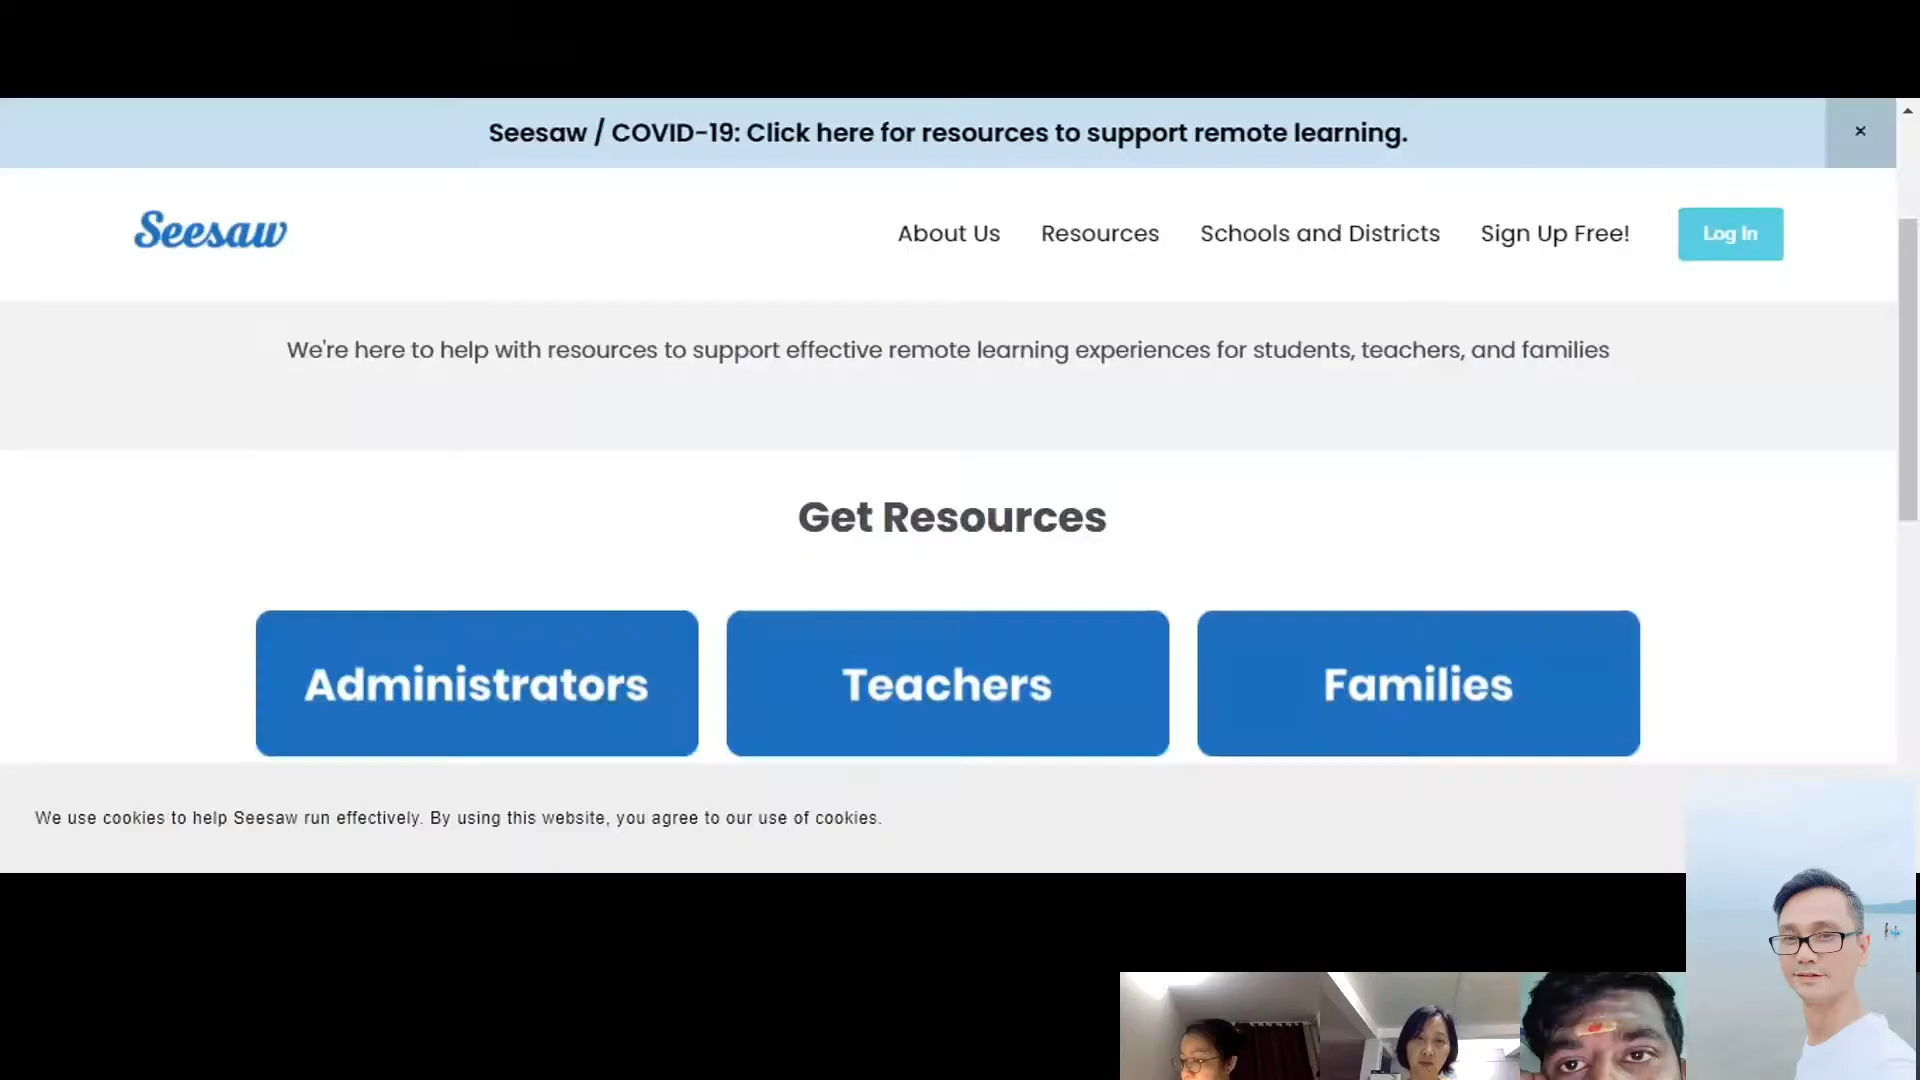 Seesaw / COVID-19: Click here for resources to support remote learning.
×
Seesaw
About Us
Resources
Schools and Districts
Sign Up Free!
Log In
We're here to help with resources to support effective remote learning experiences for students, teachers, and families
Get Resources
Administrators
Teachers
Families
We use cookies to help Seesaw run effectively. By using this website, you agree to our use of cookies.